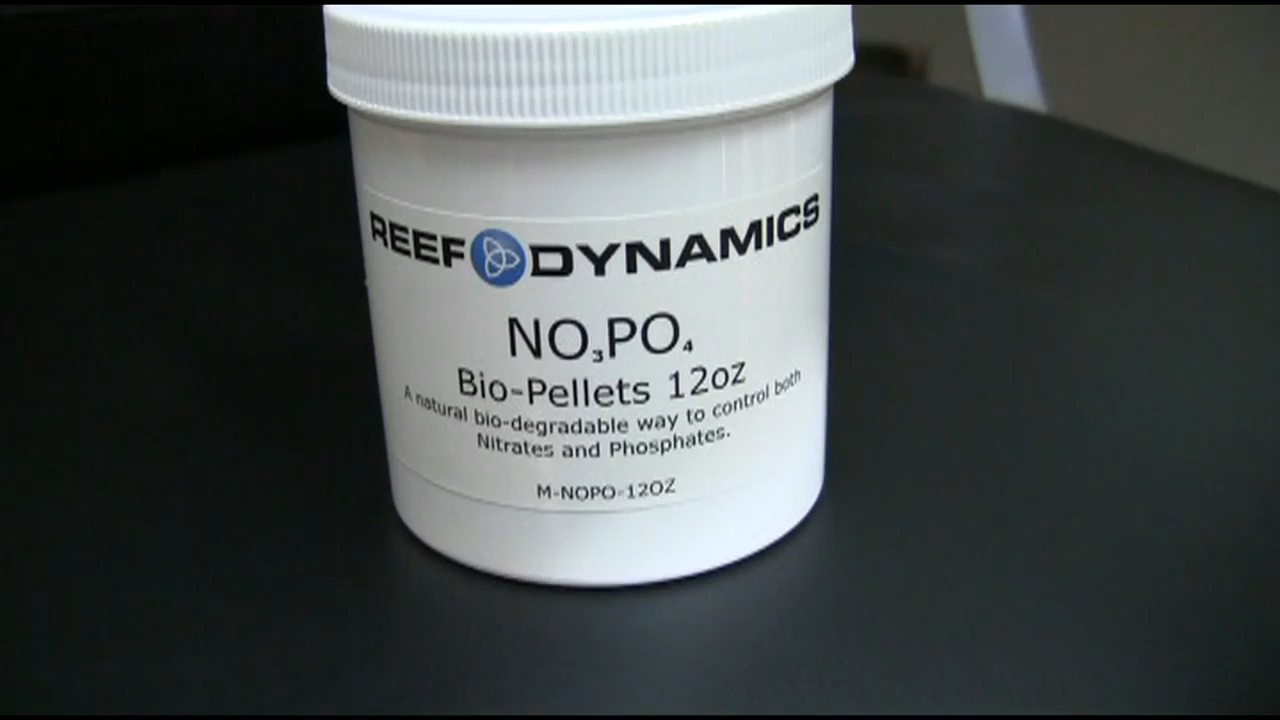 REEF DYNAMICS
NO₃PO₄
Bio-Pellets 12oz
A natural bio-degradable way to control both
Nitrates and Phosphates.
M-NOPO-12OZ